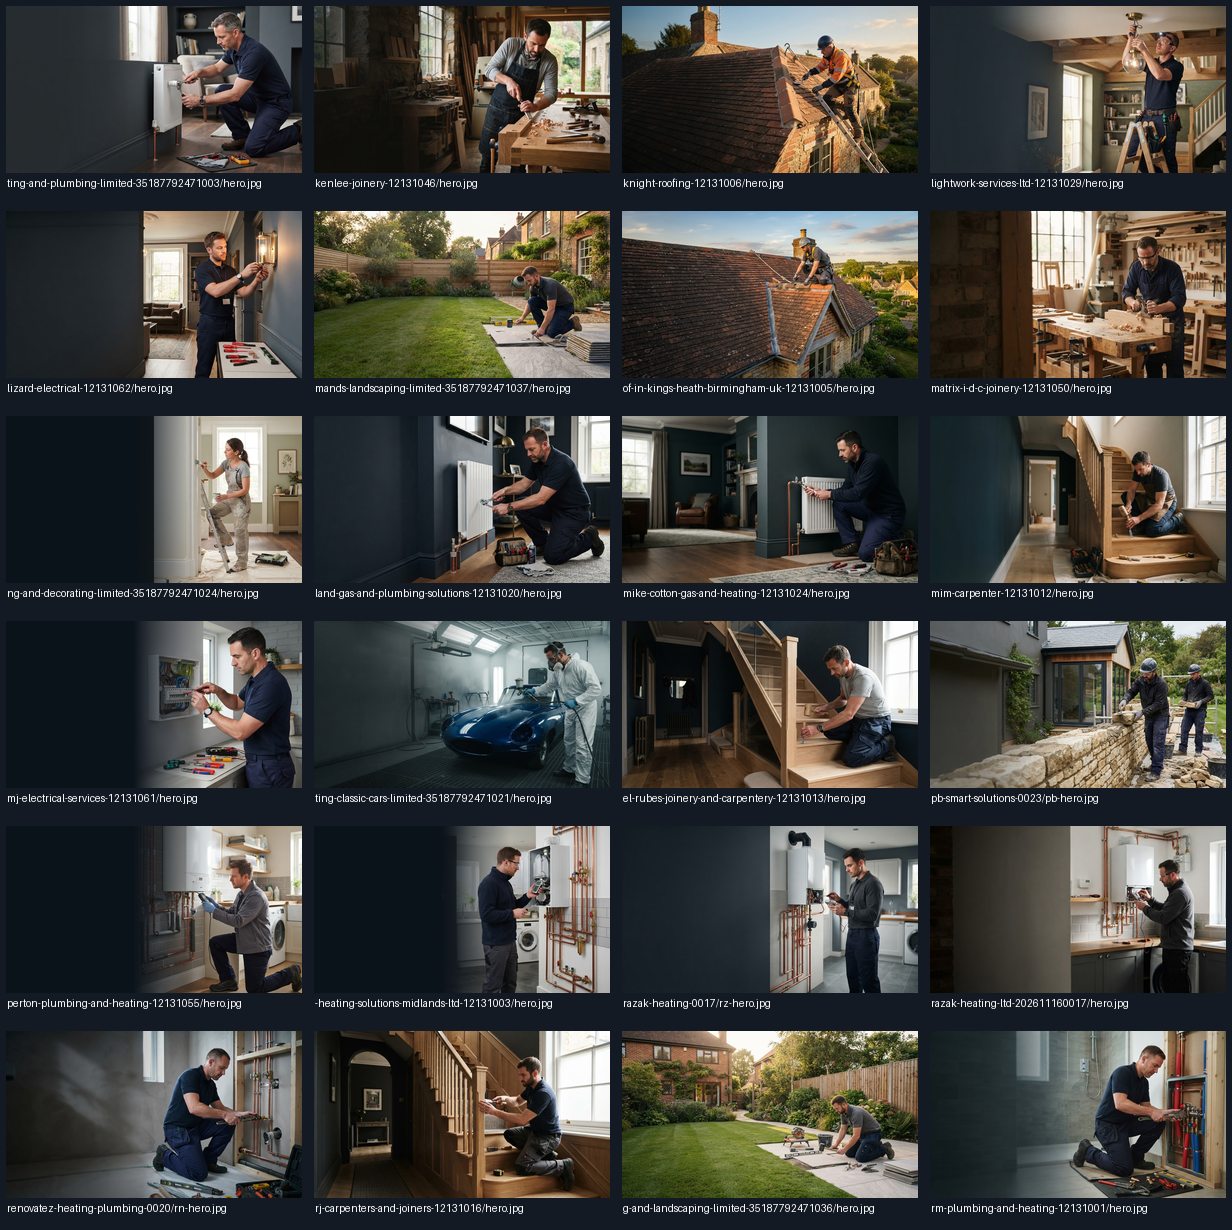 ting-and-plumbing-limited-35187792471003/hero.jpg
kenlee-joinery-12131046/hero.jpg
knight-roofing-12131006/hero.jpg
lightwork-services-ltd-12131029/hero.jpg
lizard-electrical-12131062/hero.jpg
mands-landscaping-limited-35187792471037/hero.jpg
of-in-kings-heath-birmingham-uk-12131005/hero.jpg
matrix-i-d-c-joinery-12131050/hero.jpg
ng-and-decorating-limited-35187792471024/hero.jpg
land-gas-and-plumbing-solutions-12131020/hero.jpg
mike-cotton-gas-and-heating-12131024/hero.jpg
mim-carpenter-12131012/hero.jpg
mj-electrical-services-12131061/hero.jpg
ting-classic-cars-limited-35187792471021/hero.jpg
el-rubes-joinery-and-carpentery-12131013/hero.jpg
pb-smart-solutions-0023/pb-hero.jpg
perton-plumbing-and-heating-12131055/hero.jpg
-heating-solutions-midlands-ltd-12131003/hero.jpg
razak-heating-0017/rz-hero.jpg
razak-heating-ltd-202611160017/hero.jpg
renovatez-heating-plumbing-0020/rn-hero.jpg
rj-carpenters-and-joiners-12131016/hero.jpg
g-and-landscaping-limited-35187792471036/hero.jpg
rm-plumbing-and-heating-12131001/hero.jpg